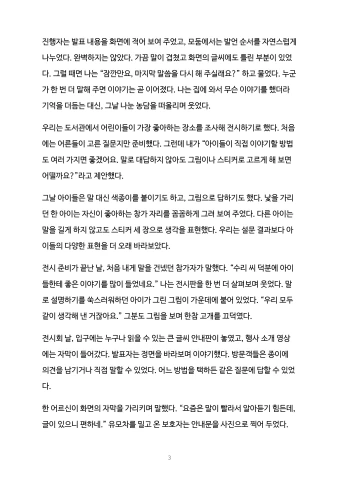 진행자는 발표 내용을 화면에 적어 보여 주었고, 모둠에서는 발언 순서를 자연스럽게
나누었다. 완벽하지는 않았다. 가끔 말이 겹쳤고 화면의 글씨에도 틀린 부분이 있었
다. 그럴 때면 나는 “잠깐만요, 마지막 말씀을 다시 해 주실래요?” 하고 물었다. 누군
가 한 번 더 말해 주면 이야기는 곧 이어졌다. 나는 집에 와서 무슨 이야기를 했더라
기억을 더듬는 대신, 그날 나눈 농담을 떠올리며 웃었다.
우리는 도서관에서 어린이들이 가장 좋아하는 장소를 조사해 전시하기로 했다. 처음
에는 어른들이 고른 질문지만 준비했다. 그런데 내가 “아이들이 직접 이야기할 방법
도 여러 가지면 좋겠어요. 말로 대답하지 않아도 그림이나 스티커로 고르게 해 보면
어떨까요?”라고 제안했다.
그날 아이들은 말 대신 색종이를 붙이기도 하고, 그림으로 답하기도 했다. 낯을 가리
던 한 아이는 자신이 좋아하는 창가 자리를 꼼꼼하게 그려 보여 주었다. 다른 아이는
말을 길게 하지 않고도 스티커 세 장으로 생각을 표현했다. 우리는 설문 결과보다 아
이들의 다양한 표현을 더 오래 바라보았다.
전시 준비가 끝난 날, 처음 내게 말을 건넸던 참가자가 말했다. “수리 씨 덕분에 아이
들한테 좋은 이야기를 많이 들었네요.” 나는 전시판을 한 번 더 살펴보며 웃었다. 말
로 설명하기를 쑥스러워하던 아이가 그린 그림이 가운데에 붙어 있었다. “우리 모두
같이 생각해 낸 거잖아요.” 그분도 그림을 보며 한참 고개를 끄덕였다.
전시회 날, 입구에는 누구나 읽을 수 있는 큰 글씨 안내판이 놓였고, 행사 소개 영상
에는 자막이 들어갔다. 발표자는 정면을 바라보며 이야기했다. 방문객들은 종이에
의견을 남기거나 직접 말할 수 있었다. 어느 방법을 택하든 같은 질문에 답할 수 있었
다.
한 어르신이 화면의 자막을 가리키며 말했다. “요즘은 말이 빨라서 알아듣기 힘든데,
글이 있으니 편하네.” 유모차를 밀고 온 보호자는 안내문을 사진으로 찍어 두었다.
3